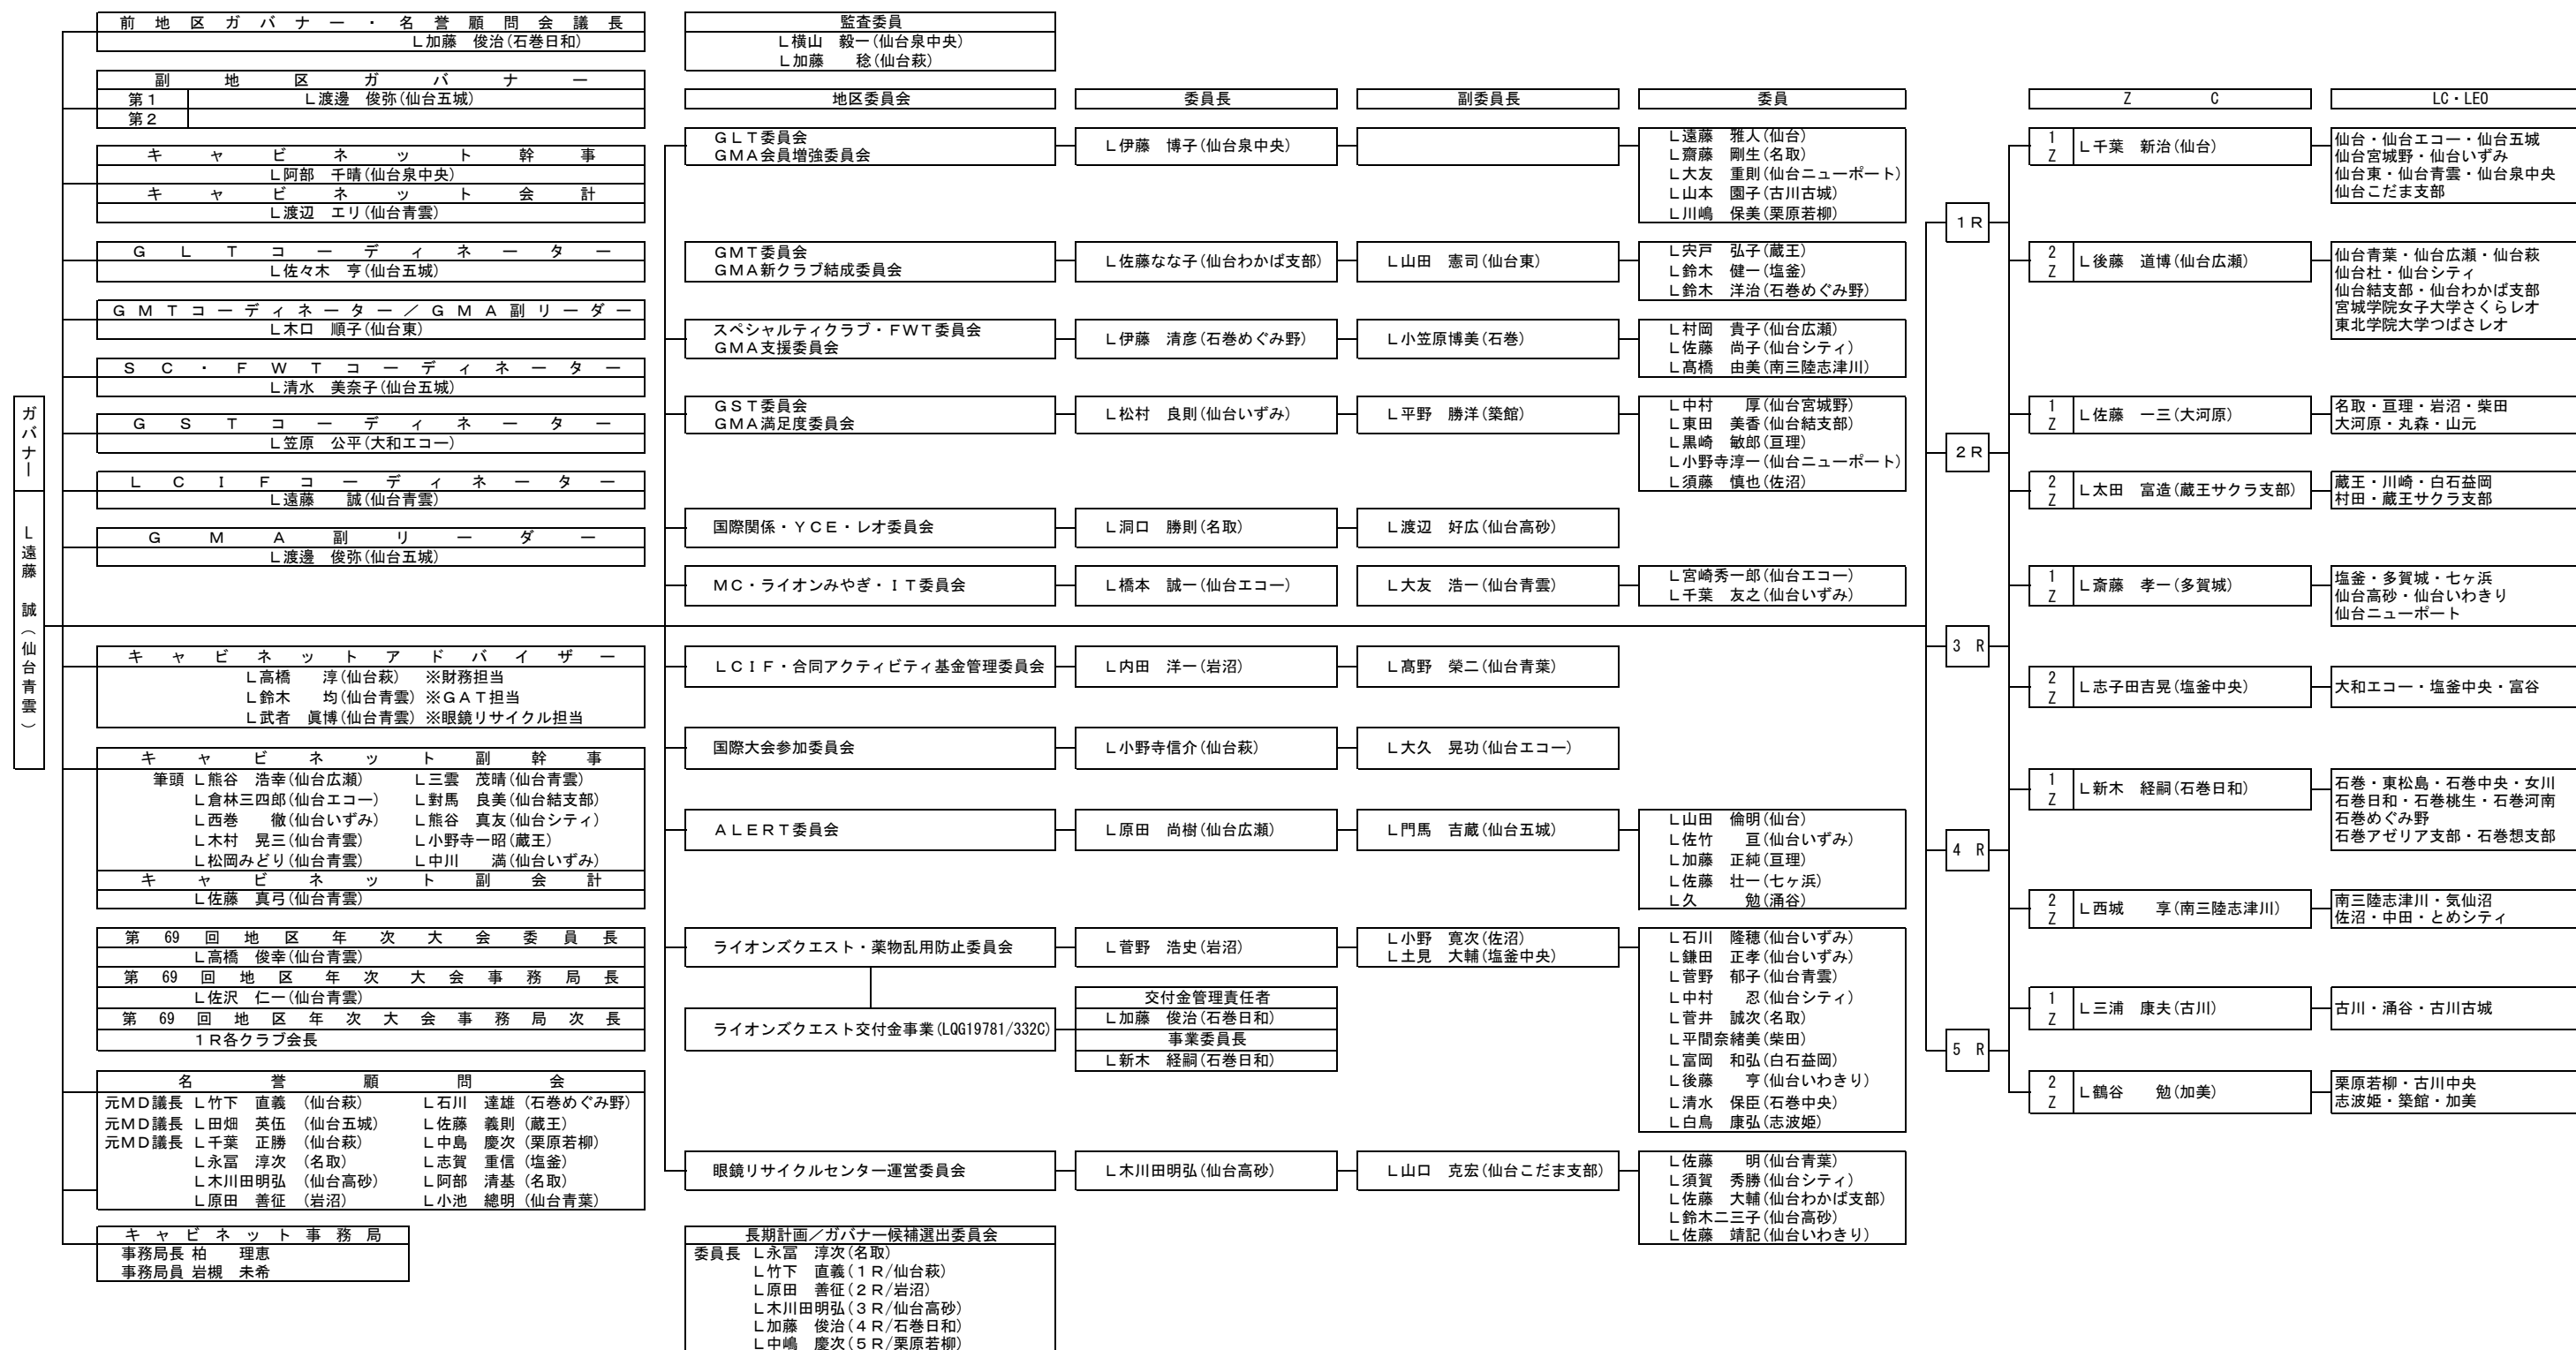 前地区ガバナー・名誉顧問会議長
Ｌ加藤　俊治(石巻日和)
副地区ガバナー
第１　Ｌ渡邊　俊弥(仙台五城)
第２
キャビネット幹事
Ｌ阿部　千晴(仙台泉中央)
キャビネット会計
Ｌ渡辺　エリ(仙台青雲)
ＧＬＴコーディネーター
Ｌ佐々木　亨(仙台五城)
ＧＭＴコーディネーター／ＧＭＡ副リーダー
Ｌ木口　順子(仙台東)
ＳＣ・ＦＷＴコーディネーター
Ｌ清水　美奈子(仙台五城)
ＧＳＴコーディネーター
Ｌ笠原　公平(大和エコー)
ＬＣＩＦコーディネーター
Ｌ遠藤　　誠(仙台青雲)
ＧＭＡ副リーダー
Ｌ渡邊　俊弥(仙台五城)
ガバナー
Ｌ遠藤　誠（仙台青雲）
キャビネットアドバイザー
Ｌ高橋　　淳(仙台萩)　※財務担当
Ｌ鈴木　　均(仙台青雲)　※ＧＡＴ担当
Ｌ武者　眞博(仙台青雲)　※眼鏡リサイクル担当
キャビネット副幹事
筆頭　Ｌ熊谷　浩幸(仙台広瀬)　Ｌ三雲　茂晴(仙台青雲)
Ｌ倉林三四郎(仙台エコー)　Ｌ對馬　良美(仙台結支部)
Ｌ西巻　　徹(仙台いずみ)　Ｌ熊谷　真友(仙台シティ)
Ｌ木村　晃三(仙台青雲)　Ｌ小野寺一昭(蔵王)
Ｌ松岡みどり(仙台青雲)　Ｌ中川　　満(仙台いずみ)
キャビネット副会計
Ｌ佐藤　真弓(仙台青雲)
第69回地区年次大会委員長
Ｌ高橋　俊幸(仙台青雲)
第69回地区年次大会事務局長
Ｌ佐沢　仁一(仙台青雲)
第69回地区年次大会事務局次長
１Ｒ各クラブ会長
名誉顧問会
元ＭＤ議長　Ｌ竹下　直義　(仙台萩)　Ｌ石川　達雄　(石巻めぐみ野)
元ＭＤ議長　Ｌ田畑　英伍　(仙台五城)　Ｌ佐藤　義則　(蔵王)
元ＭＤ議長　Ｌ千葉　正勝　(仙台萩)　Ｌ中島　慶次　(栗原若柳)
Ｌ永冨　淳次　(名取)　Ｌ志賀　重信　(塩釜)
Ｌ木川田明弘　(仙台高砂)　Ｌ阿部　清基　(名取)
Ｌ原田　善征　(岩沼)　Ｌ小池　總明　(仙台青葉)
キャビネット事務局
事務局長　柏　　理恵
事務局員　岩槻　未希
監査委員
Ｌ横山　毅一(仙台泉中央)
Ｌ加藤　　稔(仙台萩)
地区委員会　委員長　副委員長　委員
ＧＬＴ委員会
ＧＭＡ会員増強委員会
Ｌ伊藤　博子(仙台泉中央)
Ｌ遠藤　雅人(仙台)
Ｌ齋藤　剛生(名取)
Ｌ大友　重則(仙台ニューポート)
Ｌ山本　園子(古川古城)
Ｌ川嶋　保美(栗原若柳)
ＧＭＴ委員会
ＧＭＡ新クラブ結成委員会
Ｌ佐藤なな子(仙台わかば支部)
Ｌ山田　憲司(仙台東)
Ｌ宍戸　弘子(蔵王)
Ｌ鈴木　健一(塩釜)
Ｌ鈴木　洋治(石巻めぐみ野)
スペシャルティクラブ・ＦＷＴ委員会
ＧＭＡ支援委員会
Ｌ伊藤　清彦(石巻めぐみ野)
Ｌ小笠原博美(石巻)
Ｌ村岡　貴子(仙台広瀬)
Ｌ佐藤　尚子(仙台シティ)
Ｌ髙橋　由美(南三陸志津川)
ＧＳＴ委員会
ＧＭＡ満足度委員会
Ｌ松村　良則(仙台いずみ)
Ｌ平野　勝洋(築館)
Ｌ中村　　厚(仙台宮城野)
Ｌ東田　美香(仙台結支部)
Ｌ黒崎　敏郎(亘理)
Ｌ小野寺淳一(仙台ニューポート)
Ｌ須藤　慎也(佐沼)
国際関係・ＹＣＥ・レオ委員会
Ｌ洞口　勝則(名取)
Ｌ渡辺　好広(仙台高砂)
ＭＣ・ライオンみやぎ・ＩＴ委員会
Ｌ橋本　誠一(仙台エコー)
Ｌ大友　浩一(仙台青雲)
Ｌ宮崎秀一郎(仙台エコー)
Ｌ千葉　友之(仙台いずみ)
ＬＣＩＦ・合同アクティビティ基金管理委員会
Ｌ内田　洋一(岩沼)
Ｌ髙野　榮二(仙台青葉)
国際大会参加委員会
Ｌ小野寺信介(仙台萩)
Ｌ大久　晃功(仙台エコー)
ＡＬＥＲＴ委員会
Ｌ原田　尚樹(仙台広瀬)
Ｌ門馬　吉蔵(仙台五城)
Ｌ山田　倫明(仙台)
Ｌ佐竹　　亘(仙台いずみ)
Ｌ加藤　正純(亘理)
Ｌ佐藤　壮一(七ヶ浜)
Ｌ久　　　勉(涌谷)
ライオンズクエスト・薬物乱用防止委員会
Ｌ菅野　浩史(岩沼)
Ｌ小野　寛次(佐沼)
Ｌ土見　大輔(塩釜中央)
Ｌ石川　隆穂(仙台いずみ)
Ｌ鎌田　正孝(仙台いずみ)
Ｌ菅野　郁子(仙台青雲)
Ｌ中村　　忍(仙台シティ)
Ｌ菅井　誠次(名取)
Ｌ平間奈緒美(柴田)
Ｌ富岡　和弘(白石益岡)
Ｌ後藤　　亨(仙台いわきり)
Ｌ清水　保臣(石巻中央)
Ｌ白鳥　康弘(志波姫)
ライオンズクエスト交付金事業(LQG19781/332C)
交付金管理責任者
Ｌ加藤　俊治(石巻日和)
事業委員長
Ｌ新木　経嗣(石巻日和)
眼鏡リサイクルセンター運営委員会
Ｌ木川田明弘(仙台高砂)
Ｌ山口　克宏(仙台こだま支部)
Ｌ佐藤　　明(仙台青葉)
Ｌ須賀　秀勝(仙台シティ)
Ｌ佐藤　大輔(仙台わかば支部)
Ｌ鈴木二三子(仙台高砂)
Ｌ佐藤　靖記(仙台いわきり)
長期計画／ガバナー候補選出委員会
委員長　Ｌ永冨　淳次(名取)
Ｌ竹下　直義(１Ｒ/仙台萩)
Ｌ原田　善征(２Ｒ/岩沼)
Ｌ木川田明弘(３Ｒ/仙台高砂)
Ｌ加藤　俊治(４Ｒ/石巻日和)
Ｌ中嶋　慶次(５Ｒ/栗原若柳)
Ｚ　Ｃ　LC・LEO
１Ｒ
１Ｚ　Ｌ千葉　新治(仙台)
仙台・仙台エコー・仙台五城
仙台宮城野・仙台いずみ
仙台東・仙台青雲・仙台泉中央
仙台こだま支部
２Ｚ　Ｌ後藤　道博(仙台広瀬)
仙台青葉・仙台広瀬・仙台萩
仙台杜・仙台シティ
仙台結支部・仙台わかば支部
宮城学院女子大学さくらレオ
東北学院大学つばさレオ
２Ｒ
１Ｚ　Ｌ佐藤　一三(大河原)
名取・亘理・岩沼・柴田
大河原・丸森・山元
２Ｚ　Ｌ太田　富造(蔵王サクラ支部)
蔵王・川崎・白石益岡
村田・蔵王サクラ支部
３　Ｒ
１Ｚ　Ｌ斎藤　孝一(多賀城)
塩釜・多賀城・七ヶ浜
仙台高砂・仙台いわきり
仙台ニューポート
２Ｚ　Ｌ志子田吉晃(塩釜中央)
大和エコー・塩釜中央・富谷
４　Ｒ
１Ｚ　Ｌ新木　経嗣(石巻日和)
石巻・東松島・石巻中央・女川
石巻日和・石巻桃生・石巻河南
石巻めぐみ野
石巻アゼリア支部・石巻想支部
２Ｚ　Ｌ西城　　享(南三陸志津川)
南三陸志津川・気仙沼
佐沼・中田・とめシティ
５　Ｒ
１Ｚ　Ｌ三浦　康夫(古川)
古川・涌谷・古川古城
２Ｚ　Ｌ鶴谷　　勉(加美)
栗原若柳・古川中央
志波姫・築館・加美